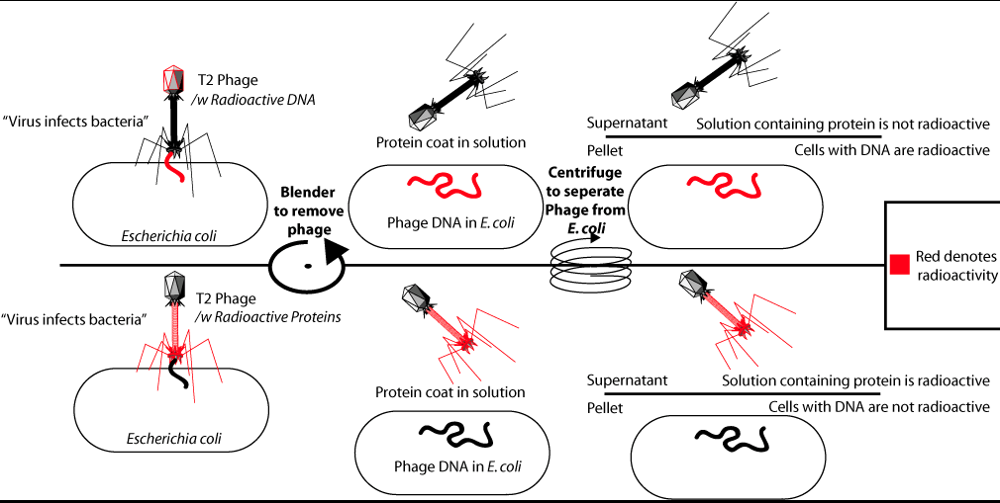 T2 Phage
/w Radioactive DNA
“Virus infects bacteria”
Escherichia coli
Blender
to remove
phage
Protein coat in solution
Phage DNA in E. coli
Centrifuge
to seperate
Phage from
E. coli
Supernatant
Solution containing protein is not radioactive
Pellet
Cells with DNA are radioactive
Red denotes
radioactivity
T2 Phage
/w Radioactive Proteins
“Virus infects bacteria”
Escherichia coli
Protein coat in solution
Phage DNA in E. coli
Supernatant
Solution containing protein is radioactive
Pellet
Cells with DNA are not radioactive